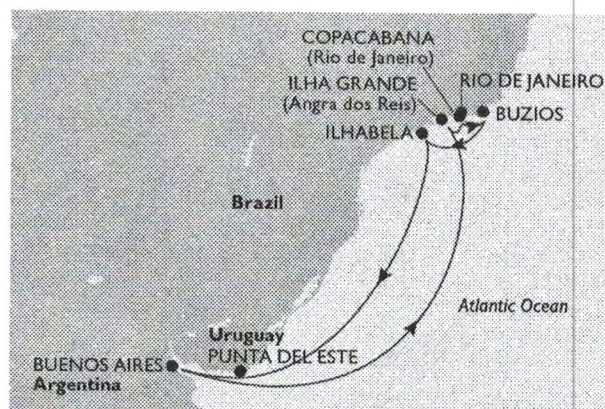 COPACABANA
(Rio de Janeiro)
ILHA GRANDE
(Angra dos Reis)
RIO DE JANEIRO
BUZIOS
ILHABELA
Brazil
Atlantic Ocean
Uruguay
PUNTA DEL ESTE
BUENOS AIRES
Argentina